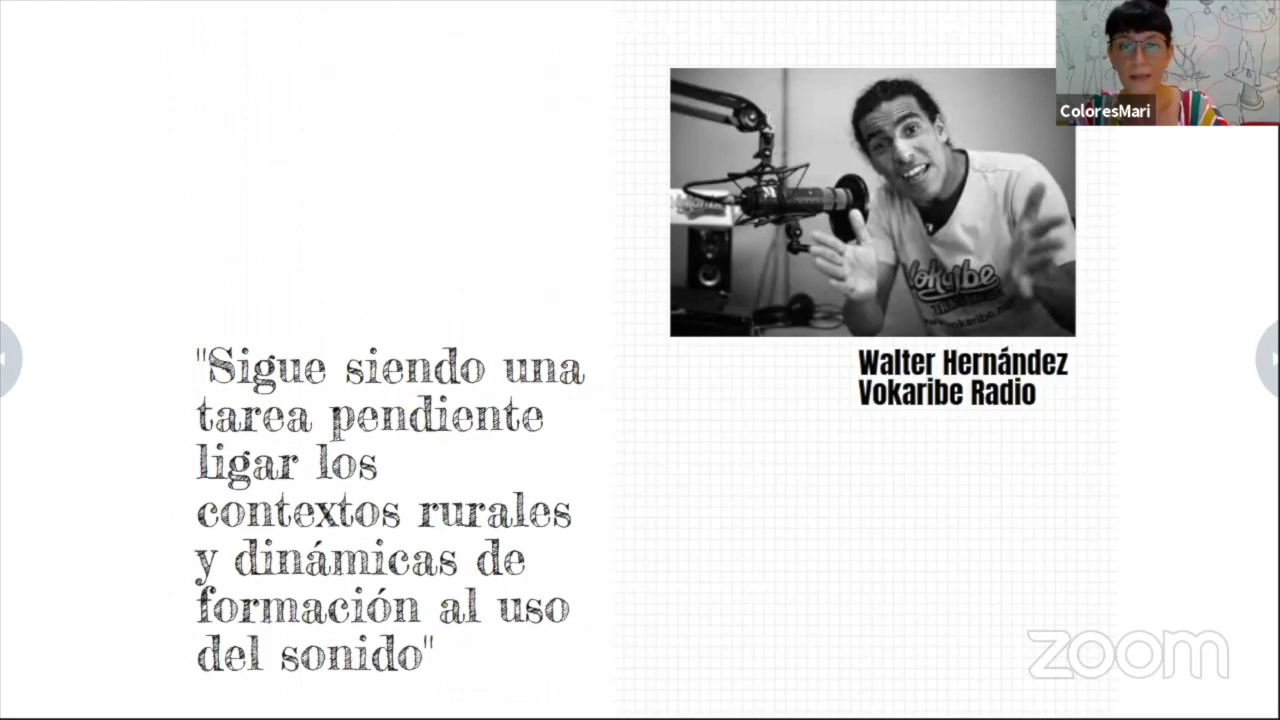 ColoresMari
Vokaribe
Walter Hernández
Vokaribe Radio
"Sigue siendo una
tarea pendiente
ligar los
contextos rurales
y dinámicas de
formación al uso
del sonido"
zoom